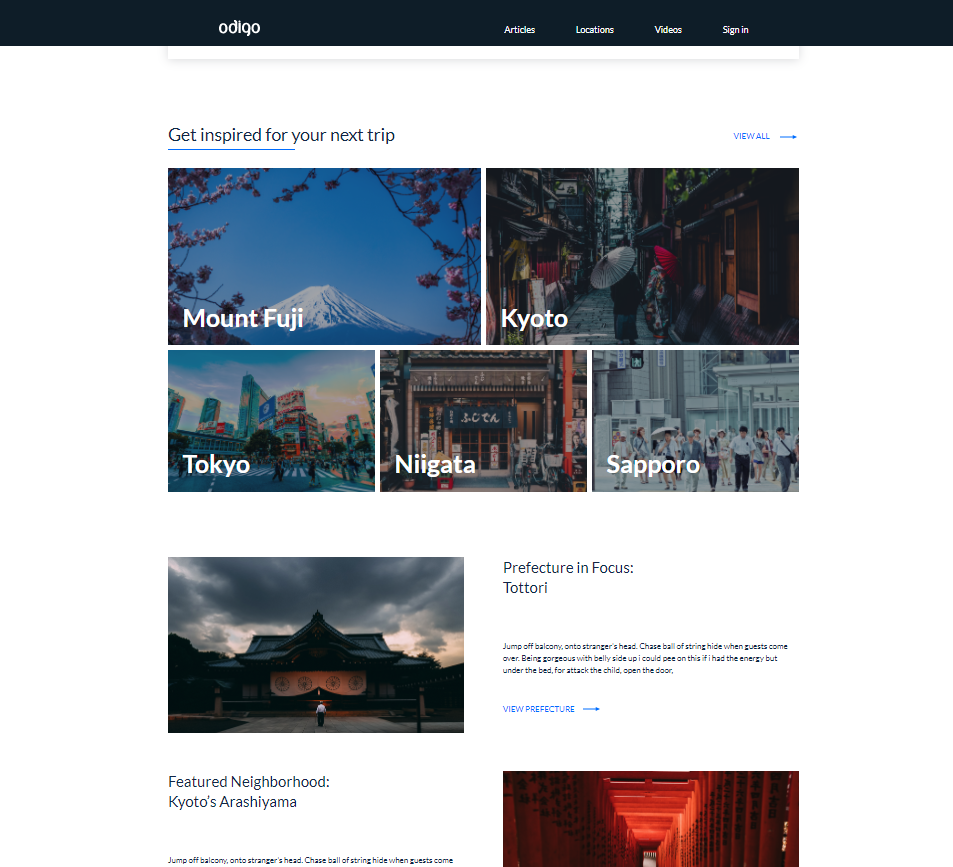 odigo
Articles
Locations
Videos
Sign in
Get inspired for your next trip
VIEW ALL
Mount Fuji
Kyoto
ふじでん
Tokyo
Niigata
Sapporo
Prefecture in Focus:
Tottori
Jump off balcony, onto stranger's head. Chase ball of string hide when guests come
over. Being gorgeous with belly side up i could pee on this if i had the energy but
under the bed, for attack the child, open the door,
VIEW PREFECTURE
Featured Neighborhood:
Kyoto's Arashiyama
Jump off balcony, onto stranger's head. Chase ball of string hide when guests come